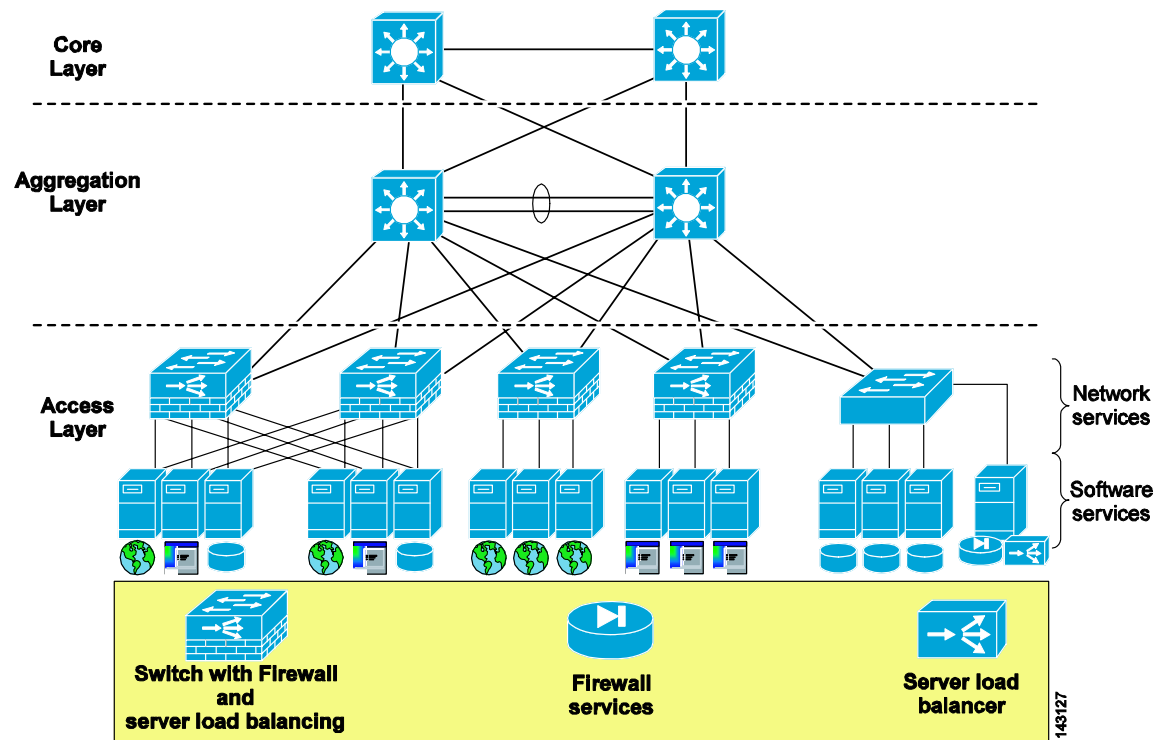 Core
Layer
Aggregation
Layer
Access
Layer
Network
services
Software
services
Switch with Firewall
and
server load balancing
Firewall
services
Server load
balancer
143127